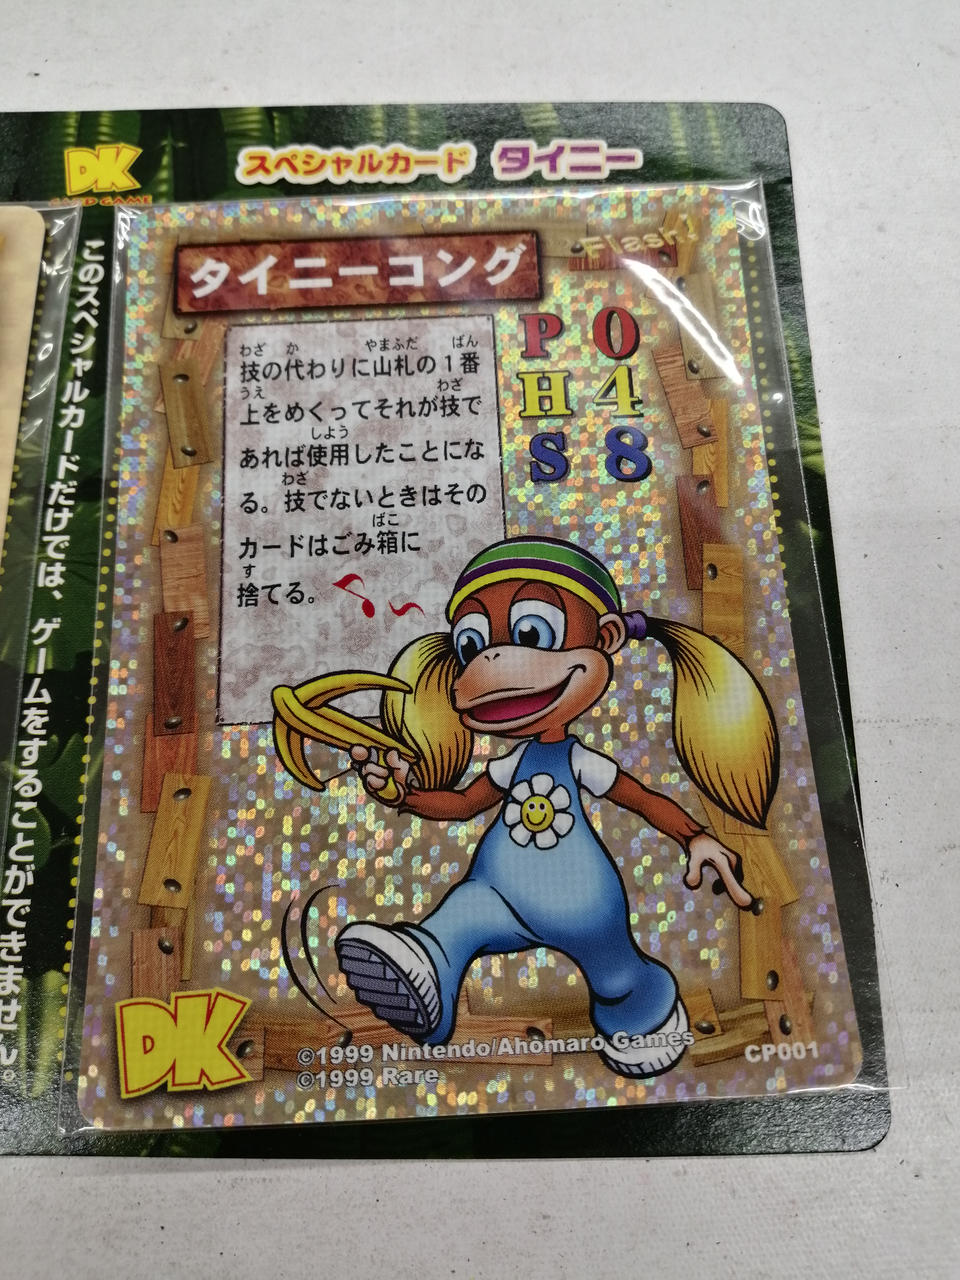 DK
CARD GAME
スペシャルカード タイニー
このスペシャルカードだけでは、ゲームをすることができません。
タイニーコング
Flash!
P 0
H 4
S 8
技の代わりに山札の1番
上をめくってそれが技で
あれば使用したことにな
る。技でないときはその
カードはごみ箱に
捨てる。
わざ か やまふだ ばん
うえ わざ
しよう
わざ
ばこ
す
DK
©1999 Nintendo/Ahomaro Games
©1999 Rare
CP001